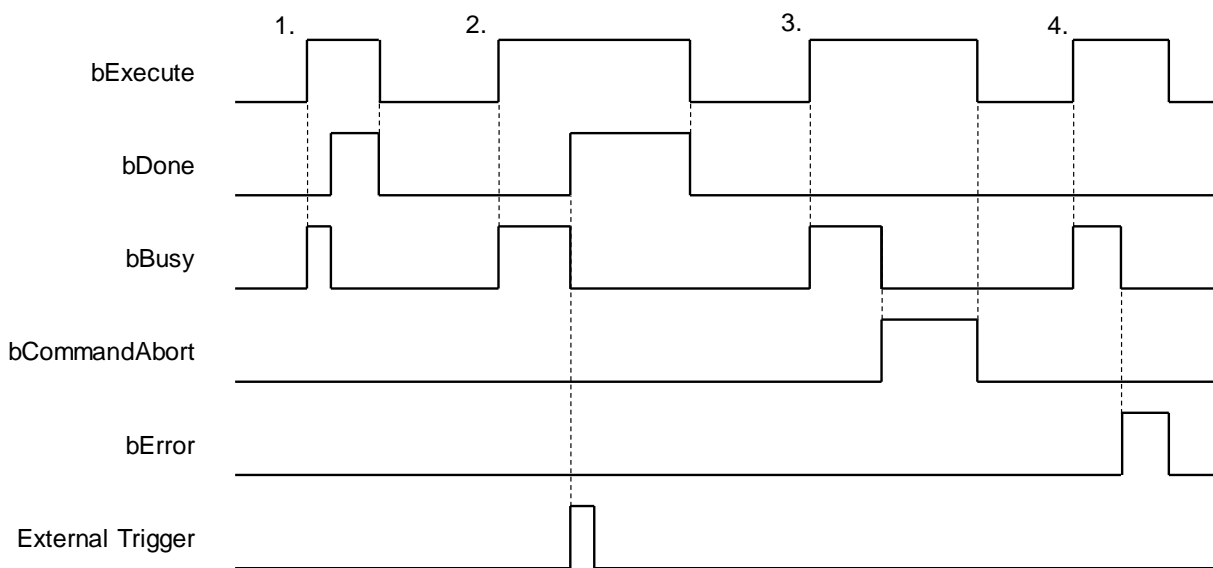 1. 2. 3. 4.
bExecute
bDone
bBusy
bCommandAbort
bError
External Trigger